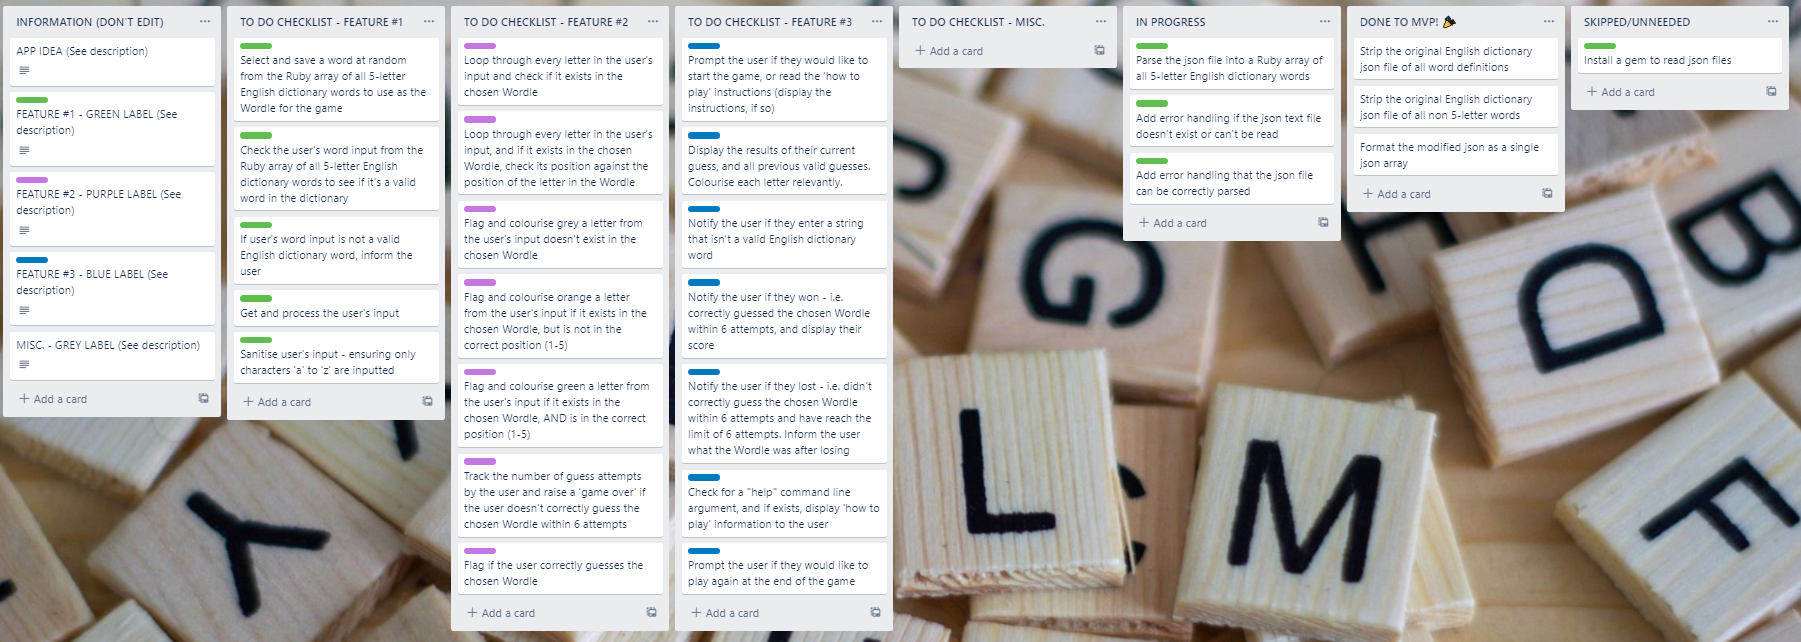 INFORMATION (DON'T EDIT)
APP IDEA (See description)
FEATURE #1 - GREEN LABEL (See
description)
FEATURE #2 - PURPLE LABEL (See
description)
FEATURE #3 - BLUE LABEL (See
description)
MISC. - GREY LABEL (See description)
+ Add a card
TO DO CHECKLIST - FEATURE #1
Select and save a word at random
from the Ruby array of all 5-letter
English dictionary words to use as the
Wordle for the game
Check the user's word input from the
Ruby array of all 5-letter English
dictionary words to see if it's a valid
word in the dictionary
If user's word input is not a valid
English dictionary word, inform the
user
Get and process the user's input
Sanitise user's input - ensuring only
characters 'a' to 'z' are inputted
+ Add a card
TO DO CHECKLIST - FEATURE #2
Loop through every letter in the user's
input and check if it exists in the
chosen Wordle
Loop through every letter in the user's
input, and if it exists in the chosen
Wordle, check its position against the
position of the letter in the Wordle
Flag and colourise grey a letter from
the user's input doesn't exist in the
chosen Wordle
Flag and colourise orange a letter
from the user's input if it exists in the
chosen Wordle, but is not in the
correct position (1-5)
Flag and colourise green a letter from
the user's input if it exists in the
chosen Wordle, AND is in the correct
position (1-5)
Track the number of guess attempts
by the user and raise a 'game over' if
the user doesn't correctly guess the
chosen Wordle within 6 attempts
Flag if the user correctly guesses the
chosen Wordle
+ Add a card
TO DO CHECKLIST - FEATURE #3
Prompt the user if they would like to
start the game, or read the 'how to
play' instructions (display the
instructions, if so)
Display the results of their current
guess, and all previous valid guesses.
Colourise each letter relevantly.
Notify the user if they enter a string
that isn't a valid English dictionary
word
Notify the user if they won - i.e.
correctly guessed the chosen Wordle
within 6 attempts, and display their
score
Notify the user if they lost - i.e. didn't
correctly guess the chosen Wordle
within 6 attempts and have reach the
limit of 6 attempts. Inform the user
what the Wordle was after losing
Check for a "help" command line
argument, and if exists, display 'how to
play' information to the user
Prompt the user if they would like to
play again at the end of the game
+ Add a card
TO DO CHECKLIST - MISC.
+ Add a card
IN PROGRESS
Parse the json file into a Ruby array of
all 5-letter English dictionary words
Add error handling if the json text file
doesn't exist or can't be read
Add error handling that the json file
can be correctly parsed
+ Add a card
DONE TO MVP! 🎉
Strip the original English dictionary
json file of all word definitions
Strip the original English dictionary
json file of all non 5-letter words
Format the modified json as a single
json array
+ Add a card
SKIPPED/UNNEEDED
Install a gem to read json files
+ Add a card
P
G
D
B
L
M
F
Y